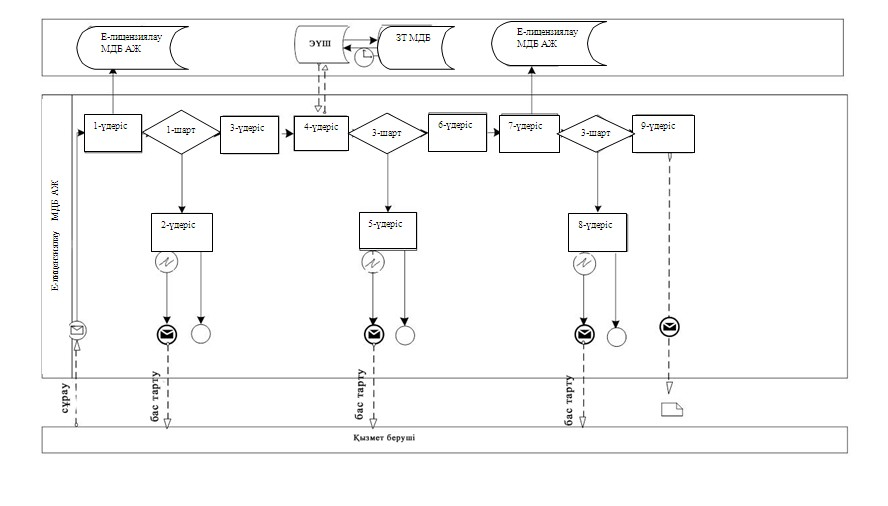 Е-лицензиялау
МДБ АЖ
ЭҮШ
ЗТ МДБ
Е-лицензиялау
МДБ АЖ
1-үдеріс
1-шарт
3-үдеріс
4-үдеріс
3-шарт
6-үдеріс
7-үдеріс
3-шарт
9-үдеріс
Е-лицензиялау МДБ АЖ
2-үдеріс
5-үдеріс
8-үдеріс
сұрау
бас тарту
бас тарту
бас тарту
Қызмет беруші